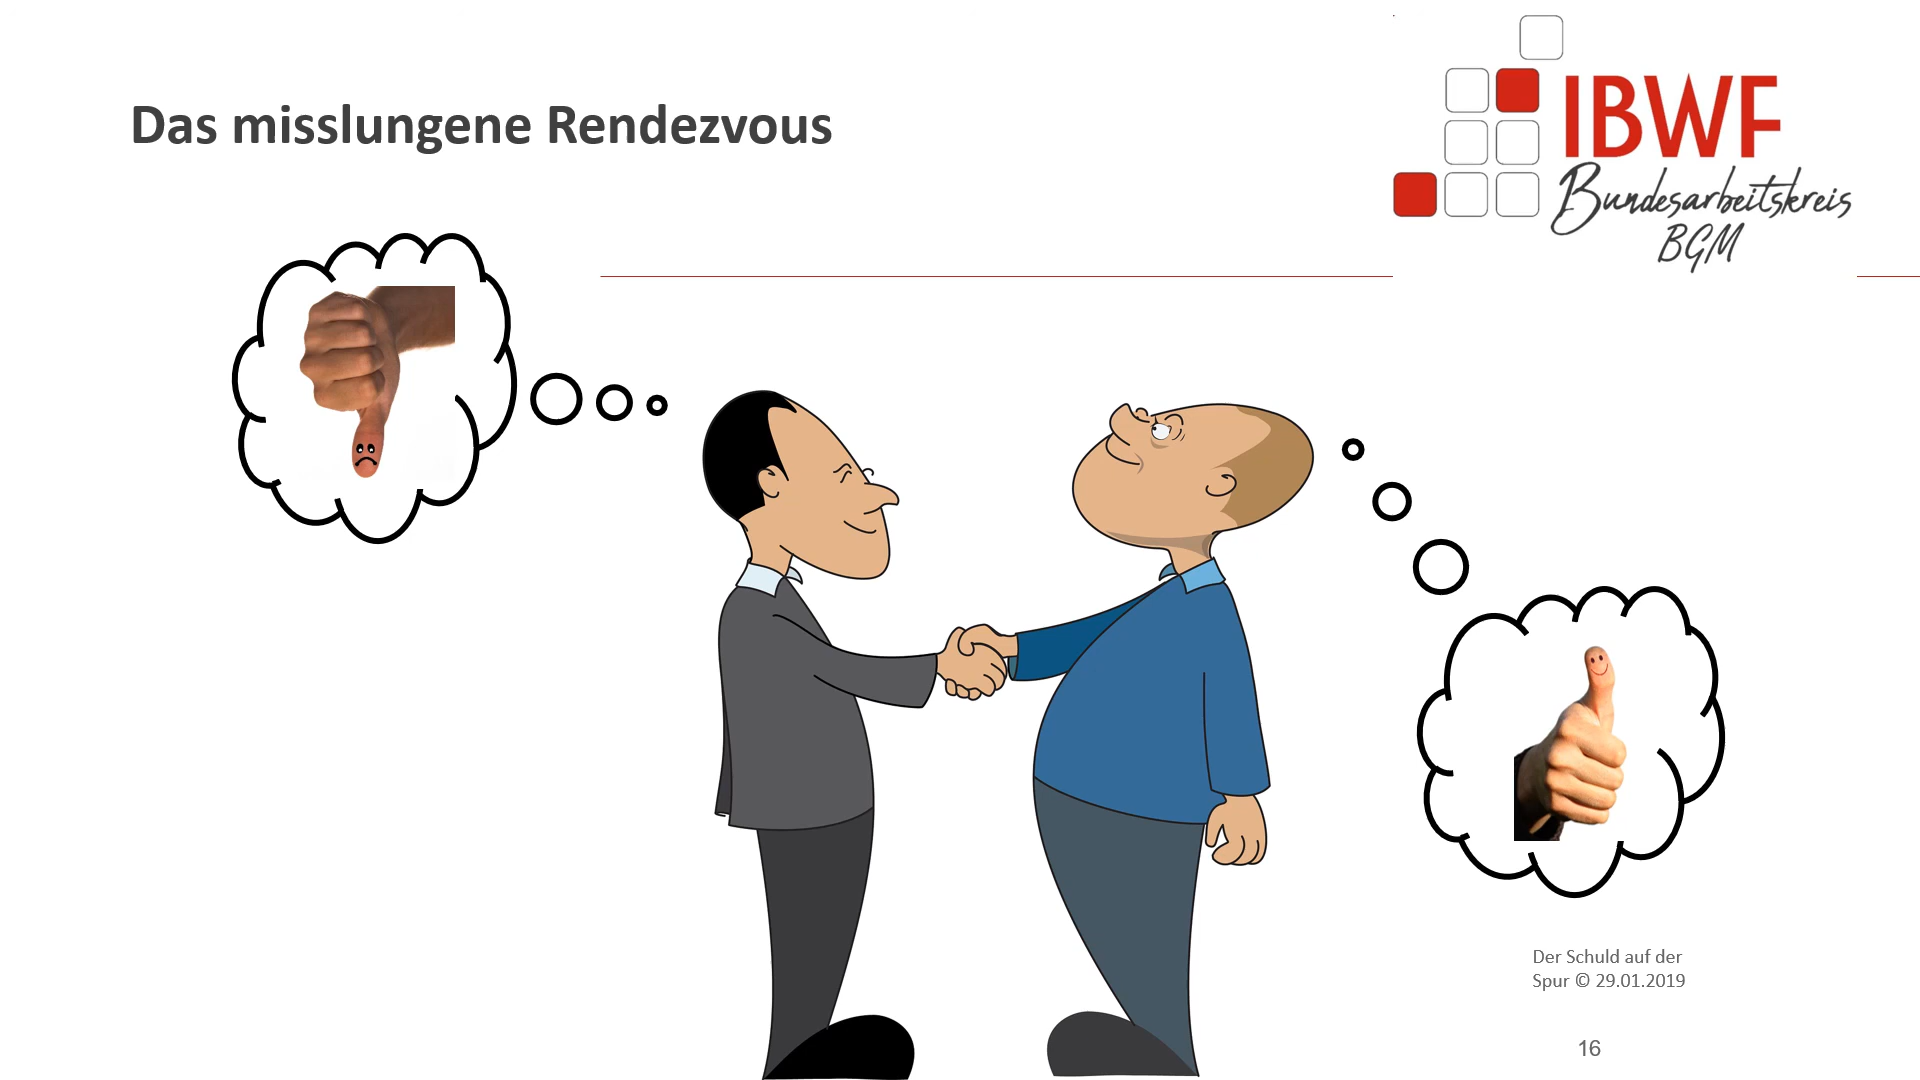 Das misslungene Rendezvous
IBWF
Bundesarbeitskreis
BGM
Der Schuld auf der
Spur © 29.01.2019
16